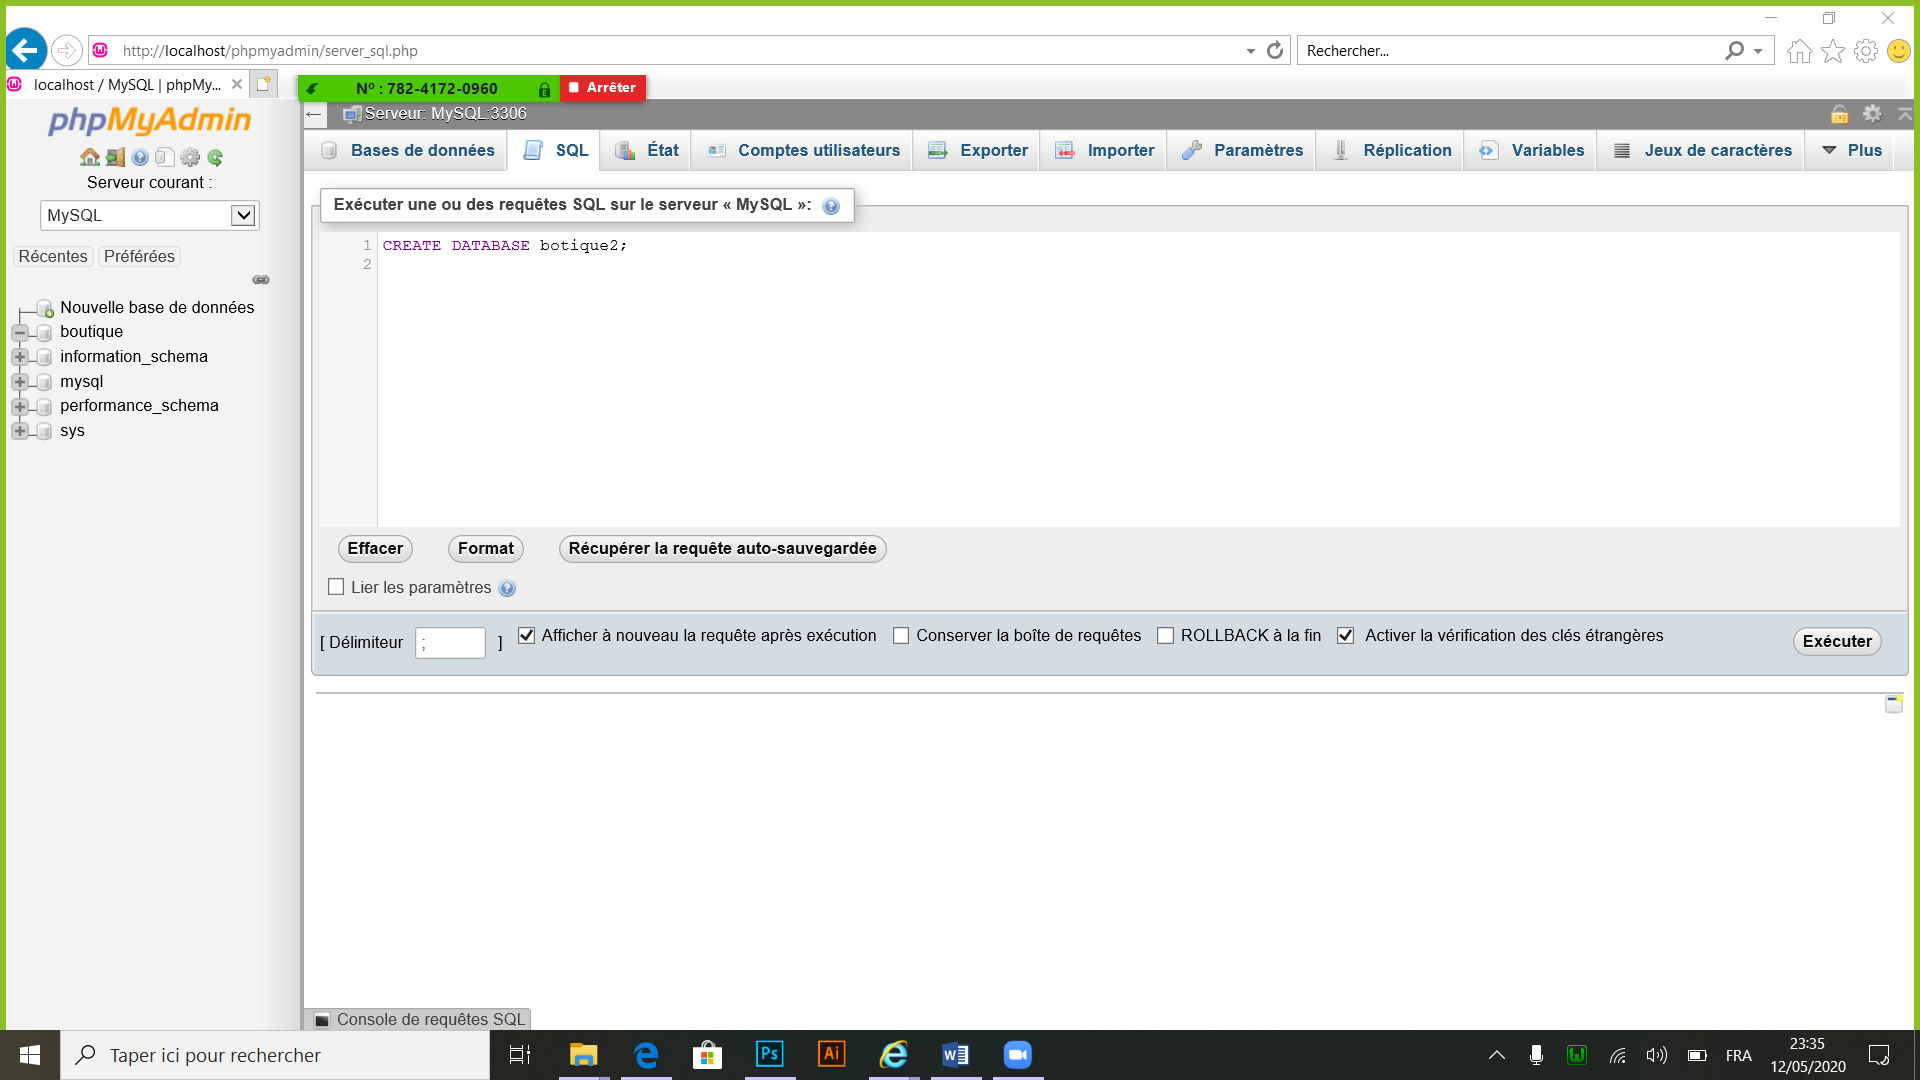 http://localhost/phpmyadmin/server_sql.php
Rechercher...
localhost / MySQL | phpMy...
Nº : 782-4172-0960
Arrêter
phpMyAdmin
Serveur: MySQL:3306
Bases de données
SQL
État
Comptes utilisateurs
Exporter
Importer
Paramètres
Réplication
Variables
Jeux de caractères
Plus
Serveur courant :
MySQL
Récentes
Préférées
Nouvelle base de données
boutique
information_schema
mysql
performance_schema
sys
Exécuter une ou des requêtes SQL sur le serveur « MySQL »:
1 CREATE DATABASE botique2;
2
Effacer
Format
Récupérer la requête auto-sauvegardée
Lier les paramètres
[ Délimiteur ; ]
Afficher à nouveau la requête après exécution
Conserver la boîte de requêtes
ROLLBACK à la fin
Activer la vérification des clés étrangères
Exécuter
Console de requêtes SQL
Taper ici pour rechercher
Ps
Ai
FRA
23:35
12/05/2020